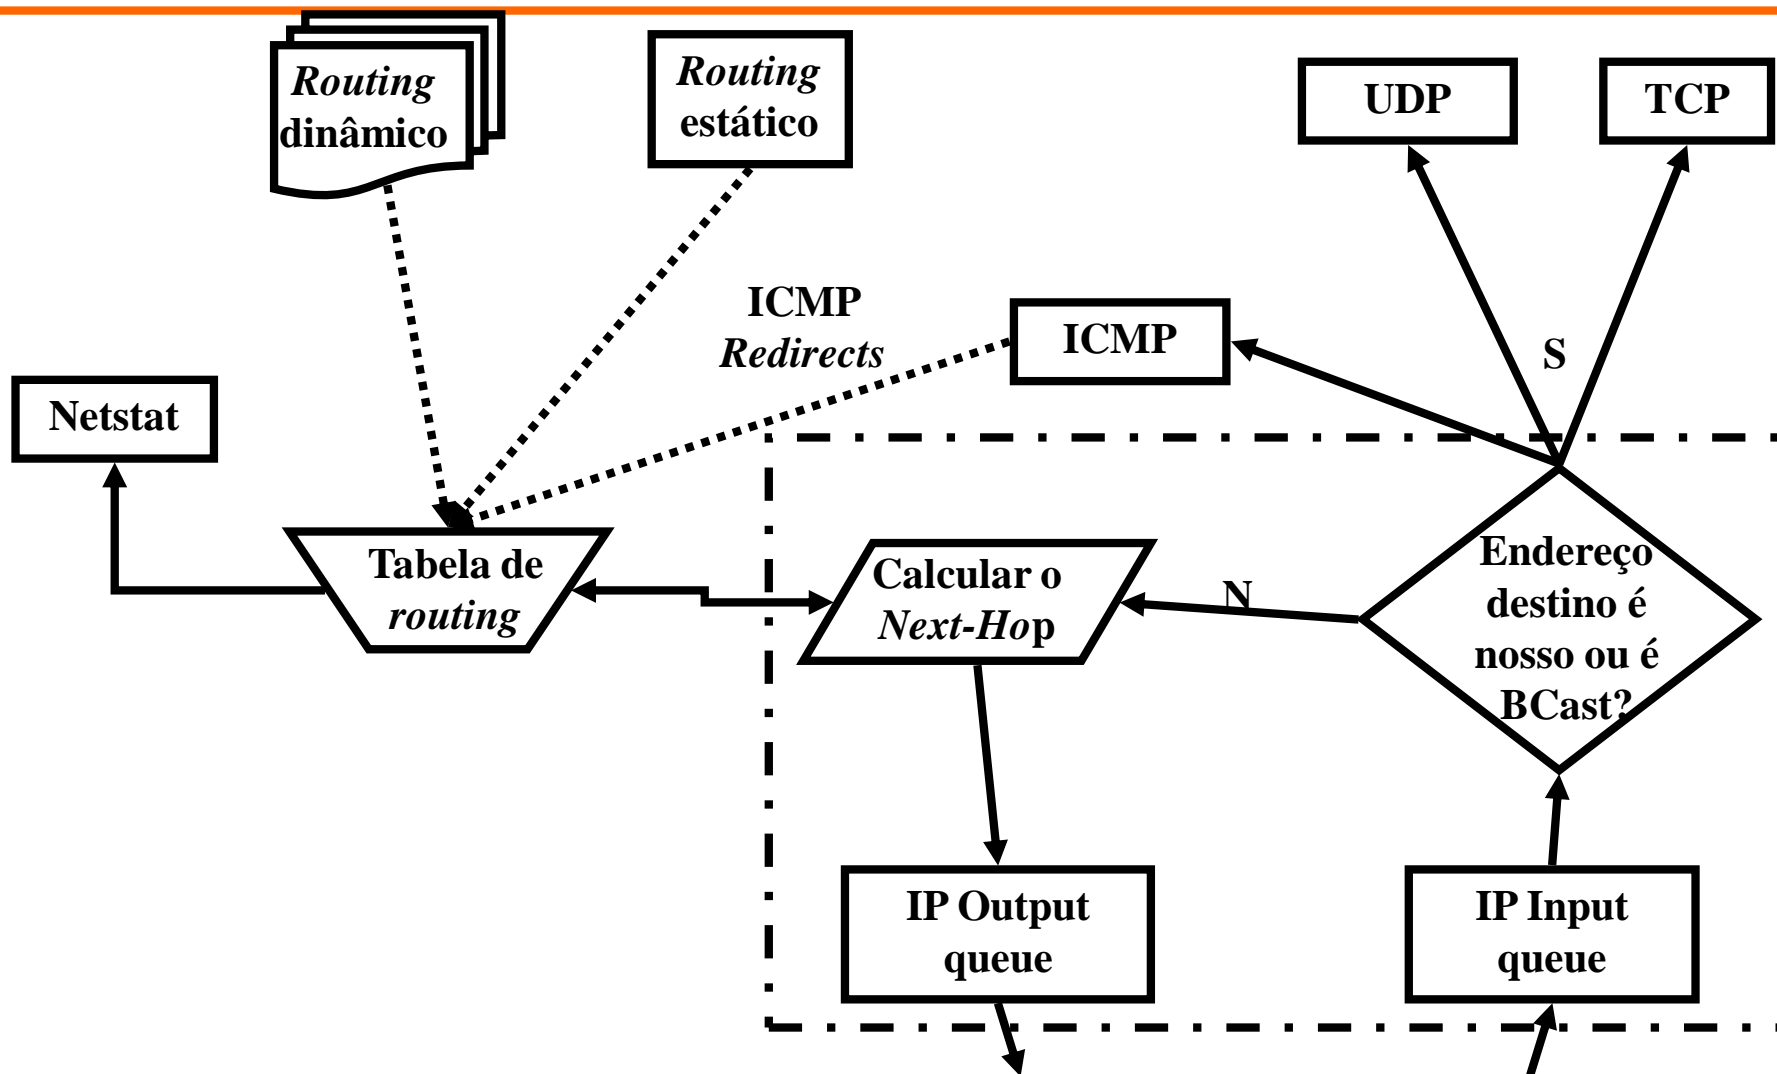 Routing
dinâmico
Routing
estático
UDP
TCP
ICMP
Redirects
ICMP
S
Netstat
Tabela de
routing
Calcular o
Next-Hop
N
Endereço
destino é
nosso ou é
BCast?
IP Output
queue
IP Input
queue